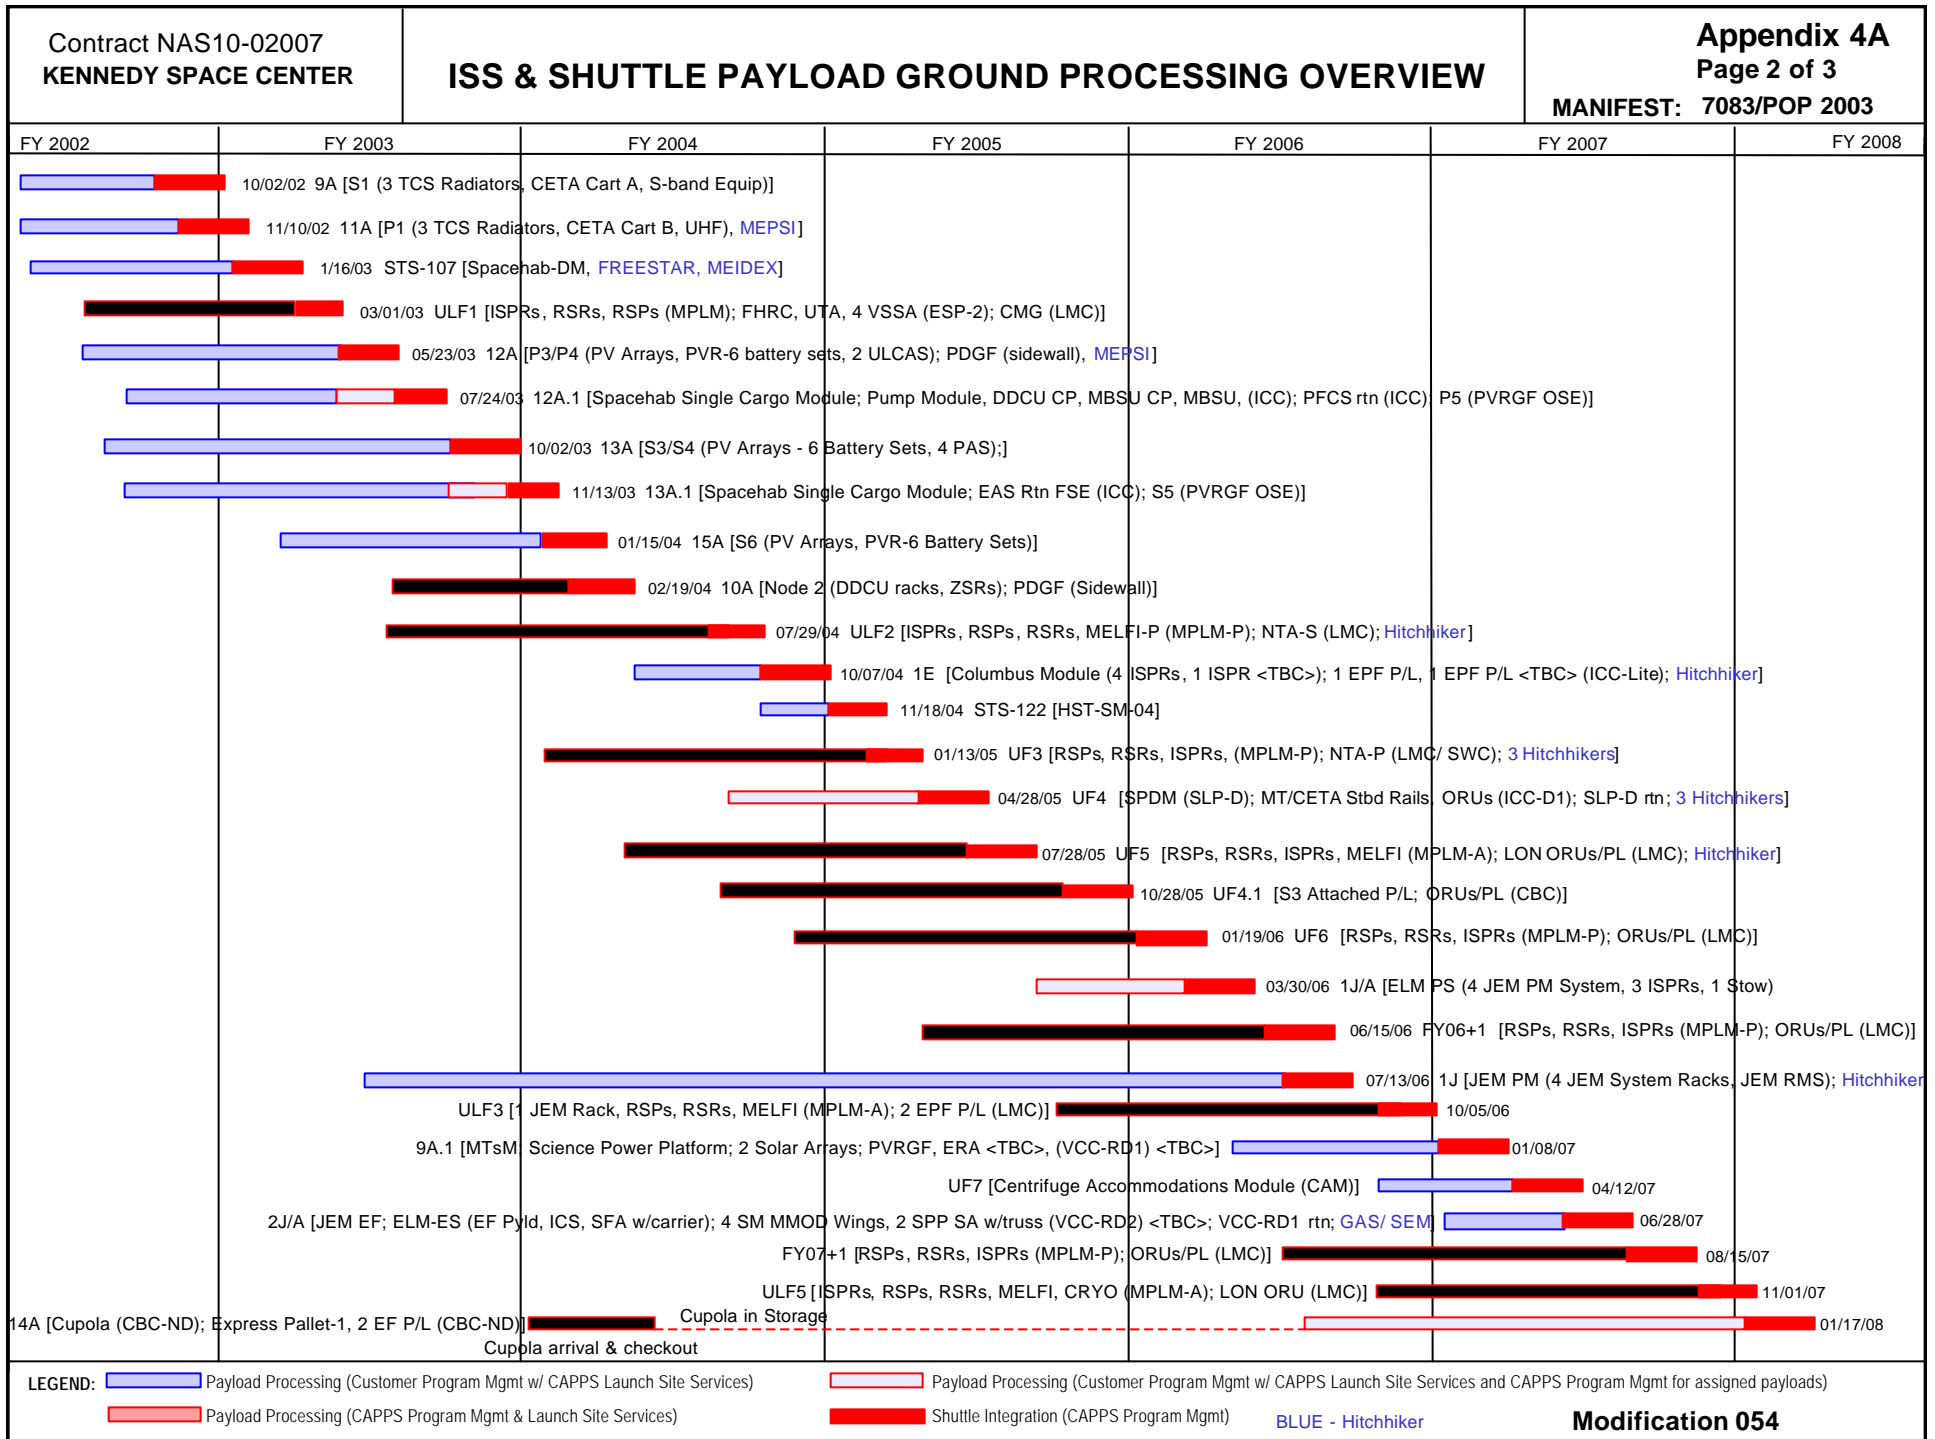 Contract NAS10-02007
KENNEDY SPACE CENTER
ISS & SHUTTLE PAYLOAD GROUND PROCESSING OVERVIEW
Appendix 4A
Page 2 of 3
MANIFEST: 7083/POP 2003
FY 2002 FY 2003 FY 2004 FY 2005 FY 2006 FY 2007 FY 2008
10/02/02 9A [S1 (3 TCS Radiators, CETA Cart A, S-band Equip)]
11/10/02 11A [P1 (3 TCS Radiators, CETA Cart B, UHF), MEPSI]
1/16/03 STS-107 [Spacehab-DM, FREESTAR, MEIDEX]
03/01/03 ULF1 [ISPRs, RSRs, RSPs (MPLM); FHRC, UTA, 4 VSSA (ESP-2); CMG (LMC)]
05/23/03 12A [P3/P4 (PV Arrays, PVR-6 battery sets, 2 ULCAS); PDGF (sidewall), MEPSI]
07/24/03 12A.1 [Spacehab Single Cargo Module; Pump Module, DDCU CP, MBSU CP, MBSU, (ICC); PFCS rtn (ICC); P5 (PVRGF OSE)]
10/02/03 13A [S3/S4 (PV Arrays - 6 Battery Sets, 4 PAS);]
11/13/03 13A.1 [Spacehab Single Cargo Module; EAS Rtn FSE (ICC); S5 (PVRGF OSE)]
01/15/04 15A [S6 (PV Arrays, PVR-6 Battery Sets)]
02/19/04 10A [Node 2 (DDCU racks, ZSRs); PDGF (Sidewall)]
07/29/04 ULF2 [ISPRs, RSPs, RSRs, MELFI-P (MPLM-P); NTA-S (LMC); Hitchhiker]
10/07/04 1E [Columbus Module (4 ISPRs, 1 ISPR <TBC>); 1 EPF P/L, 1 EPF P/L <TBC> (ICC-Lite); Hitchhiker]
11/18/04 STS-122 [HST-SM-04]
01/13/05 UF3 [RSPs, RSRs, ISPRs, (MPLM-P); NTA-P (LMC/ SWC); 3 Hitchhikers]
04/28/05 UF4 [SPDM (SLP-D); MT/CETA Stbd Rails, ORUs (ICC-D1); SLP-D rtn; 3 Hitchhikers]
07/28/05 UF5 [RSPs, RSRs, ISPRs, MELFI (MPLM-A); LON ORUs/PL (LMC); Hitchhiker]
10/28/05 UF4.1 [S3 Attached P/L; ORUs/PL (CBC)]
01/19/06 UF6 [RSPs, RSRs, ISPRs (MPLM-P); ORUs/PL (LMC)]
03/30/06 1J/A [ELM PS (4 JEM PM System, 3 ISPRs, 1 Stow)
06/15/06 FY06+1 [RSPs, RSRs, ISPRs (MPLM-P); ORUs/PL (LMC)]
07/13/06 1J [JEM PM (4 JEM System Racks, JEM RMS); Hitchhiker
ULF3 [1 JEM Rack, RSPs, RSRs, MELFI (MPLM-A); 2 EPF P/L (LMC)] 10/05/06
9A.1 [MTsM; Science Power Platform; 2 Solar Arrays; PVRGF, ERA <TBC>, (VCC-RD1) <TBC>] 01/08/07
UF7 [Centrifuge Accommodations Module (CAM)] 04/12/07
2J/A [JEM EF; ELM-ES (EF Pyld, ICS, SFA w/carrier); 4 SM MMOD Wings, 2 SPP SA w/truss (VCC-RD2) <TBC>; VCC-RD1 rtn; GAS/ SEM] 06/28/07
FY07+1 [RSPs, RSRs, ISPRs (MPLM-P); ORUs/PL (LMC)] 08/15/07
ULF5 [ISPRs, RSPs, RSRs, MELFI, CRYO (MPLM-A); LON ORU (LMC)] 11/01/07
14A [Cupola (CBC-ND); Express Pallet-1, 2 EF P/L (CBC-ND)] Cupola in Storage 01/17/08
Cupola arrival & checkout
LEGEND: Payload Processing (Customer Program Mgmt w/ CAPPS Launch Site Services) Payload Processing (Customer Program Mgmt w/ CAPPS Launch Site Services and CAPPS Program Mgmt for assigned payloads)
Payload Processing (CAPPS Program Mgmt & Launch Site Services) Shuttle Integration (CAPPS Program Mgmt) BLUE - Hitchhiker Modification 054